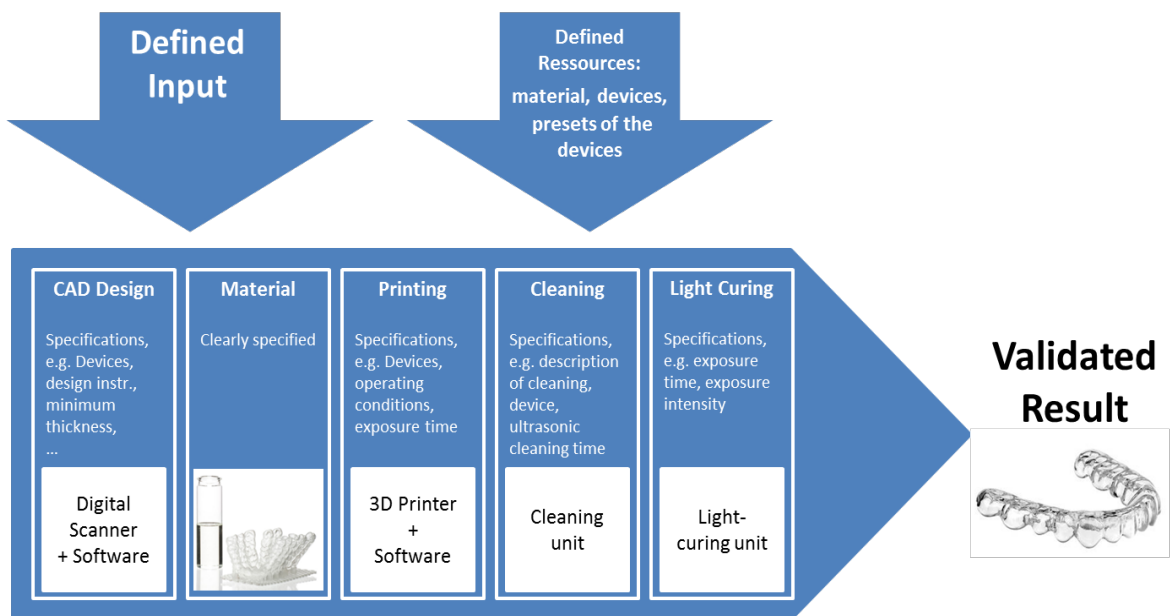 Defined
Input
Defined
Ressources:
material, devices,
presets of the
devices
CAD Design
Specifications,
e.g. Devices,
design instr.,
minimum
thickness,
...
Digital
Scanner
+ Software
Material
Clearly specified
Printing
Specifications,
e.g. Devices,
operating
conditions,
exposure time
3D Printer
+
Software
Cleaning
Specifications,
e.g. description
of cleaning,
device,
ultrasonic
cleaning time
Cleaning
unit
Light Curing
Specifications,
e.g. exposure
time, exposure
intensity
Light-
curing unit
Validated
Result